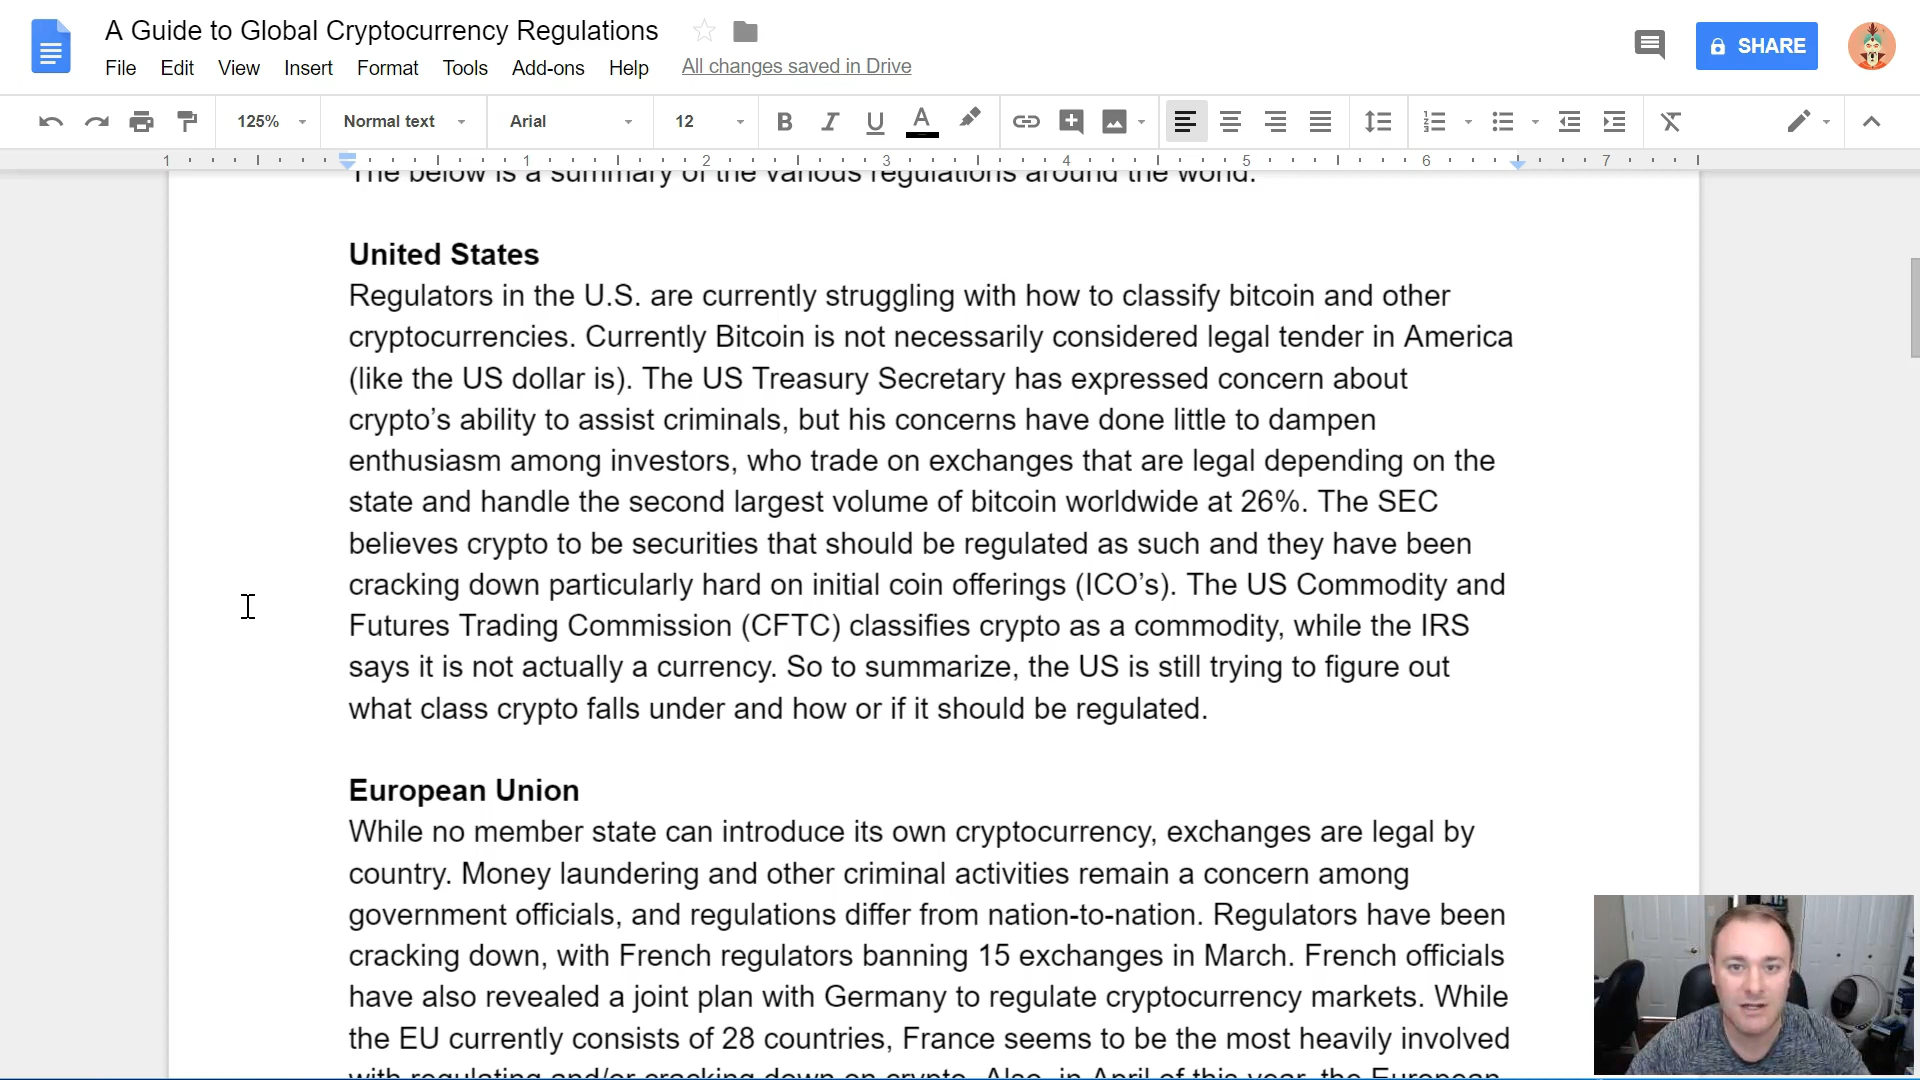 A Guide to Global Cryptocurrency Regulations
File Edit View Insert Format Tools Add-ons Help All changes saved in Drive
SHARE
125% Normal text Arial 12 B I U A
1 1 2 3 4 5 6 7
The below is a summary of the various regulations around the world.
United States
Regulators in the U.S. are currently struggling with how to classify bitcoin and other
cryptocurrencies. Currently Bitcoin is not necessarily considered legal tender in America
(like the US dollar is). The US Treasury Secretary has expressed concern about
crypto’s ability to assist criminals, but his concerns have done little to dampen
enthusiasm among investors, who trade on exchanges that are legal depending on the
state and handle the second largest volume of bitcoin worldwide at 26%. The SEC
believes crypto to be securities that should be regulated as such and they have been
cracking down particularly hard on initial coin offerings (ICO’s). The US Commodity and
Futures Trading Commission (CFTC) classifies crypto as a commodity, while the IRS
says it is not actually a currency. So to summarize, the US is still trying to figure out
what class crypto falls under and how or if it should be regulated.
European Union
While no member state can introduce its own cryptocurrency, exchanges are legal by
country. Money laundering and other criminal activities remain a concern among
government officials, and regulations differ from nation-to-nation. Regulators have been
cracking down, with French regulators banning 15 exchanges in March. French officials
have also revealed a joint plan with Germany to regulate cryptocurrency markets. While
the EU currently consists of 28 countries, France seems to be the most heavily involved
with regulating and/or cracking down on crypto. Also, in April of this year, the European